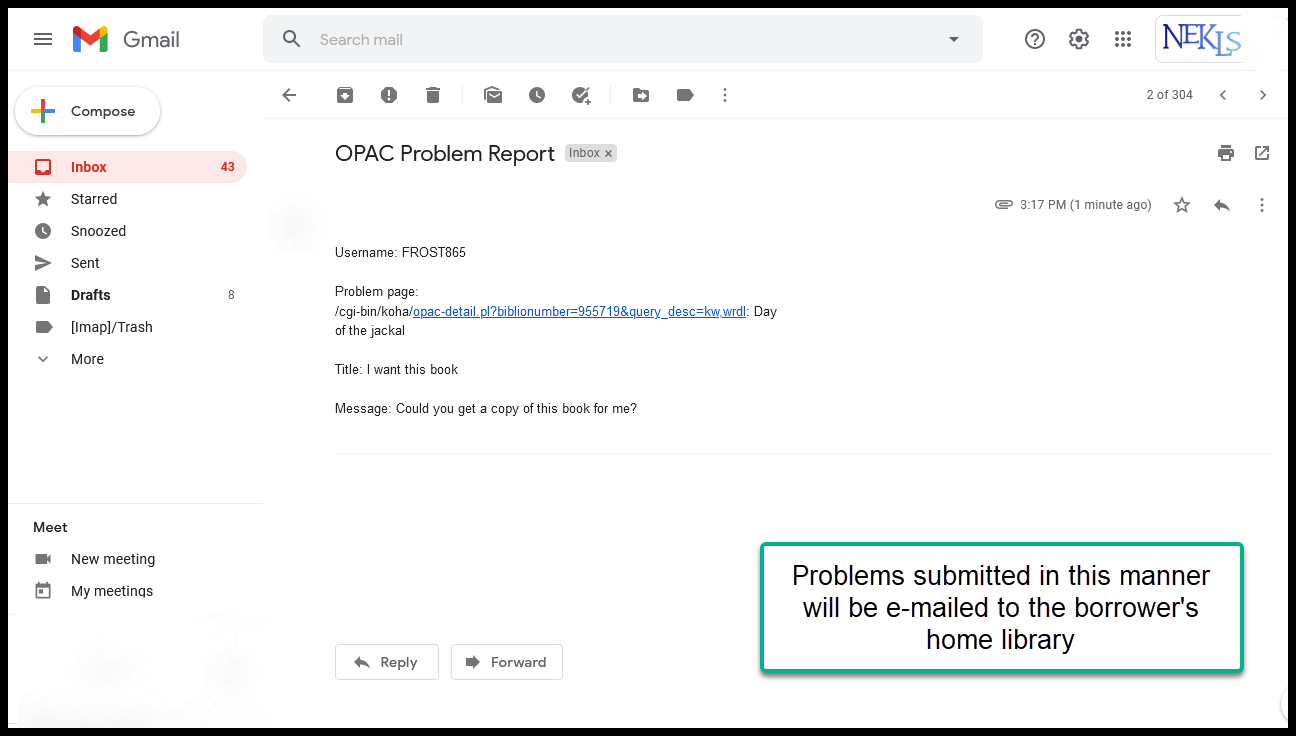 Gmail
Search mail
NEKLS
Compose
2 of 304
Inbox 43
Starred
Snoozed
Sent
Drafts 8
[Imap]/Trash
More
OPAC Problem Report Inbox ×
3:17 PM (1 minute ago)
Username: FROST865
Problem page:
/cgi-bin/koha/opac-detail.pl?biblionumber=955719&query_desc=kw,wrdl: Day
of the jackal
Title: I want this book
Message: Could you get a copy of this book for me?
Meet
New meeting
My meetings
Problems submitted in this manner
will be e-mailed to the borrower's
home library
Reply Forward